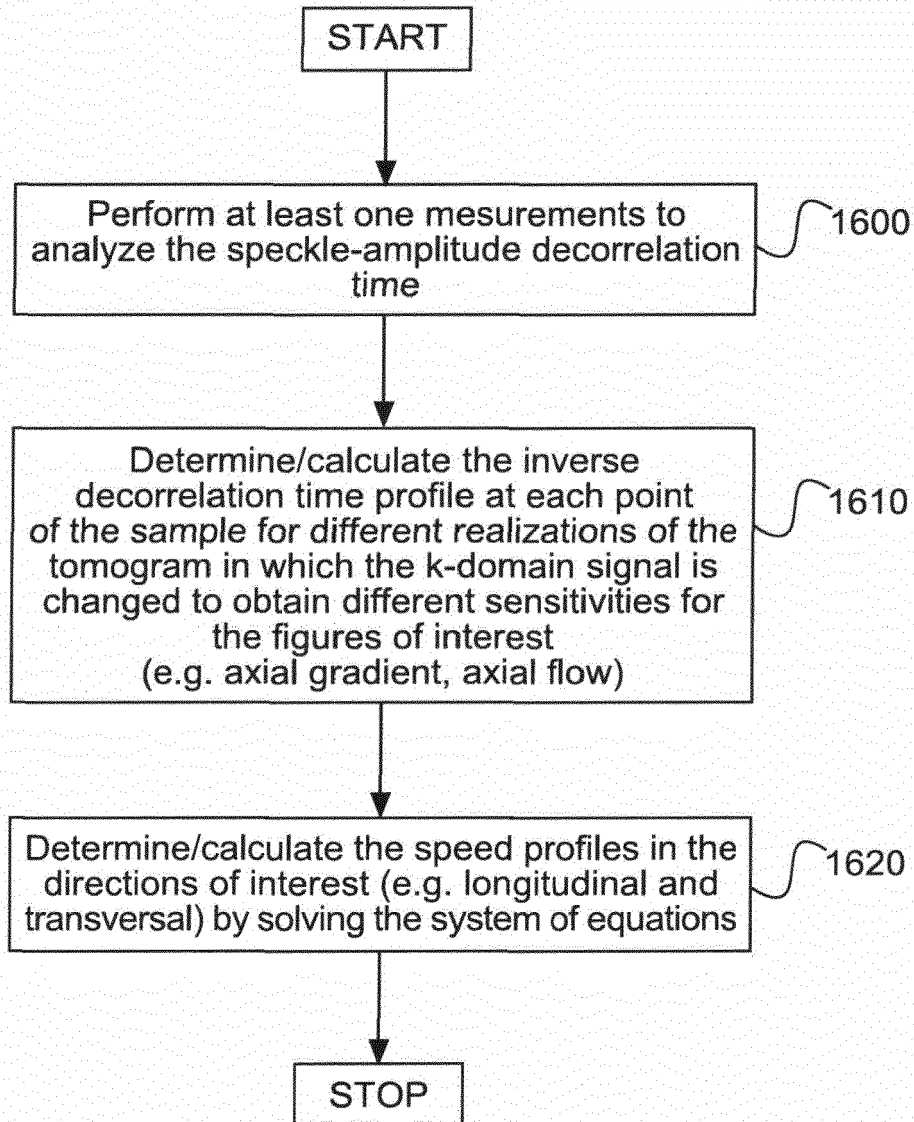 START
Perform at least one mesurements to
analyze the speckle-amplitude decorrelation
time
1600
Determine/calculate the inverse
decorrelation time profile at each point
of the sample for different realizations of the
tomogram in which the k-domain signal is
changed to obtain different sensitivities for
the figures of interest
(e.g. axial gradient, axial flow)
1610
Determine/calculate the speed profiles in the
directions of interest (e.g. longitudinal and
transversal) by solving the system of equations
1620
STOP